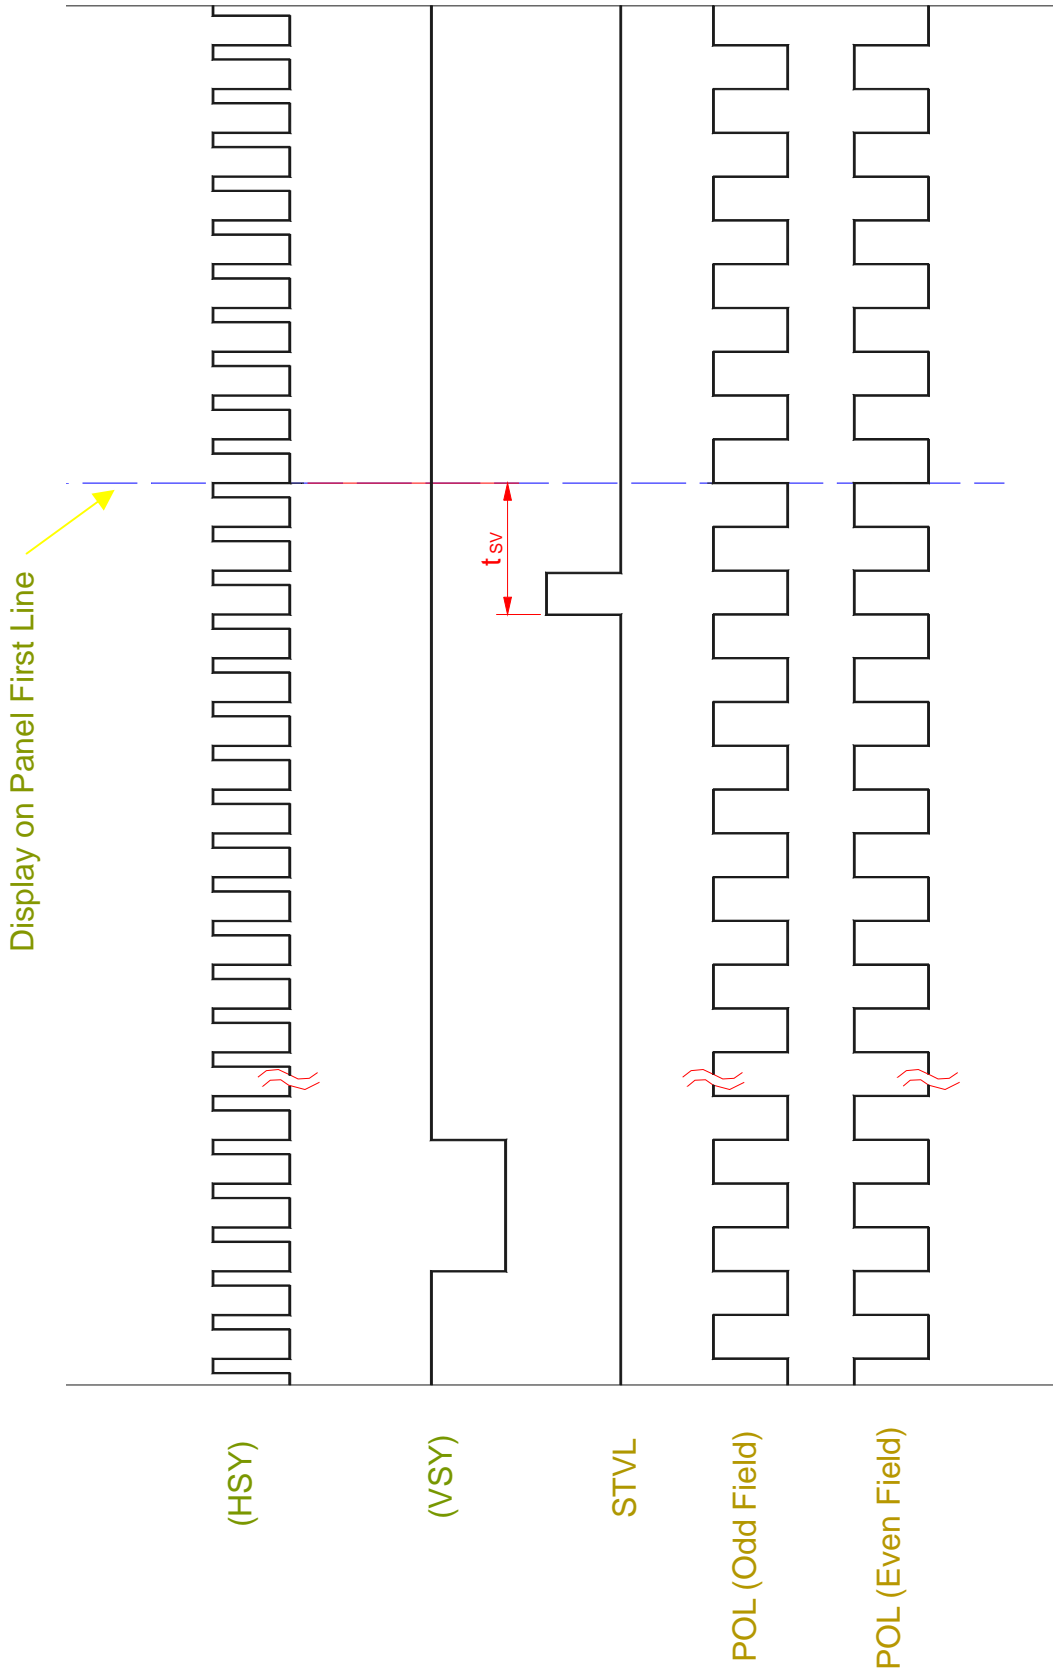 Display on Panel First Line
(HSY)
(VSY)
tsv
STVL
POL (Odd Field)
POL (Even Field)